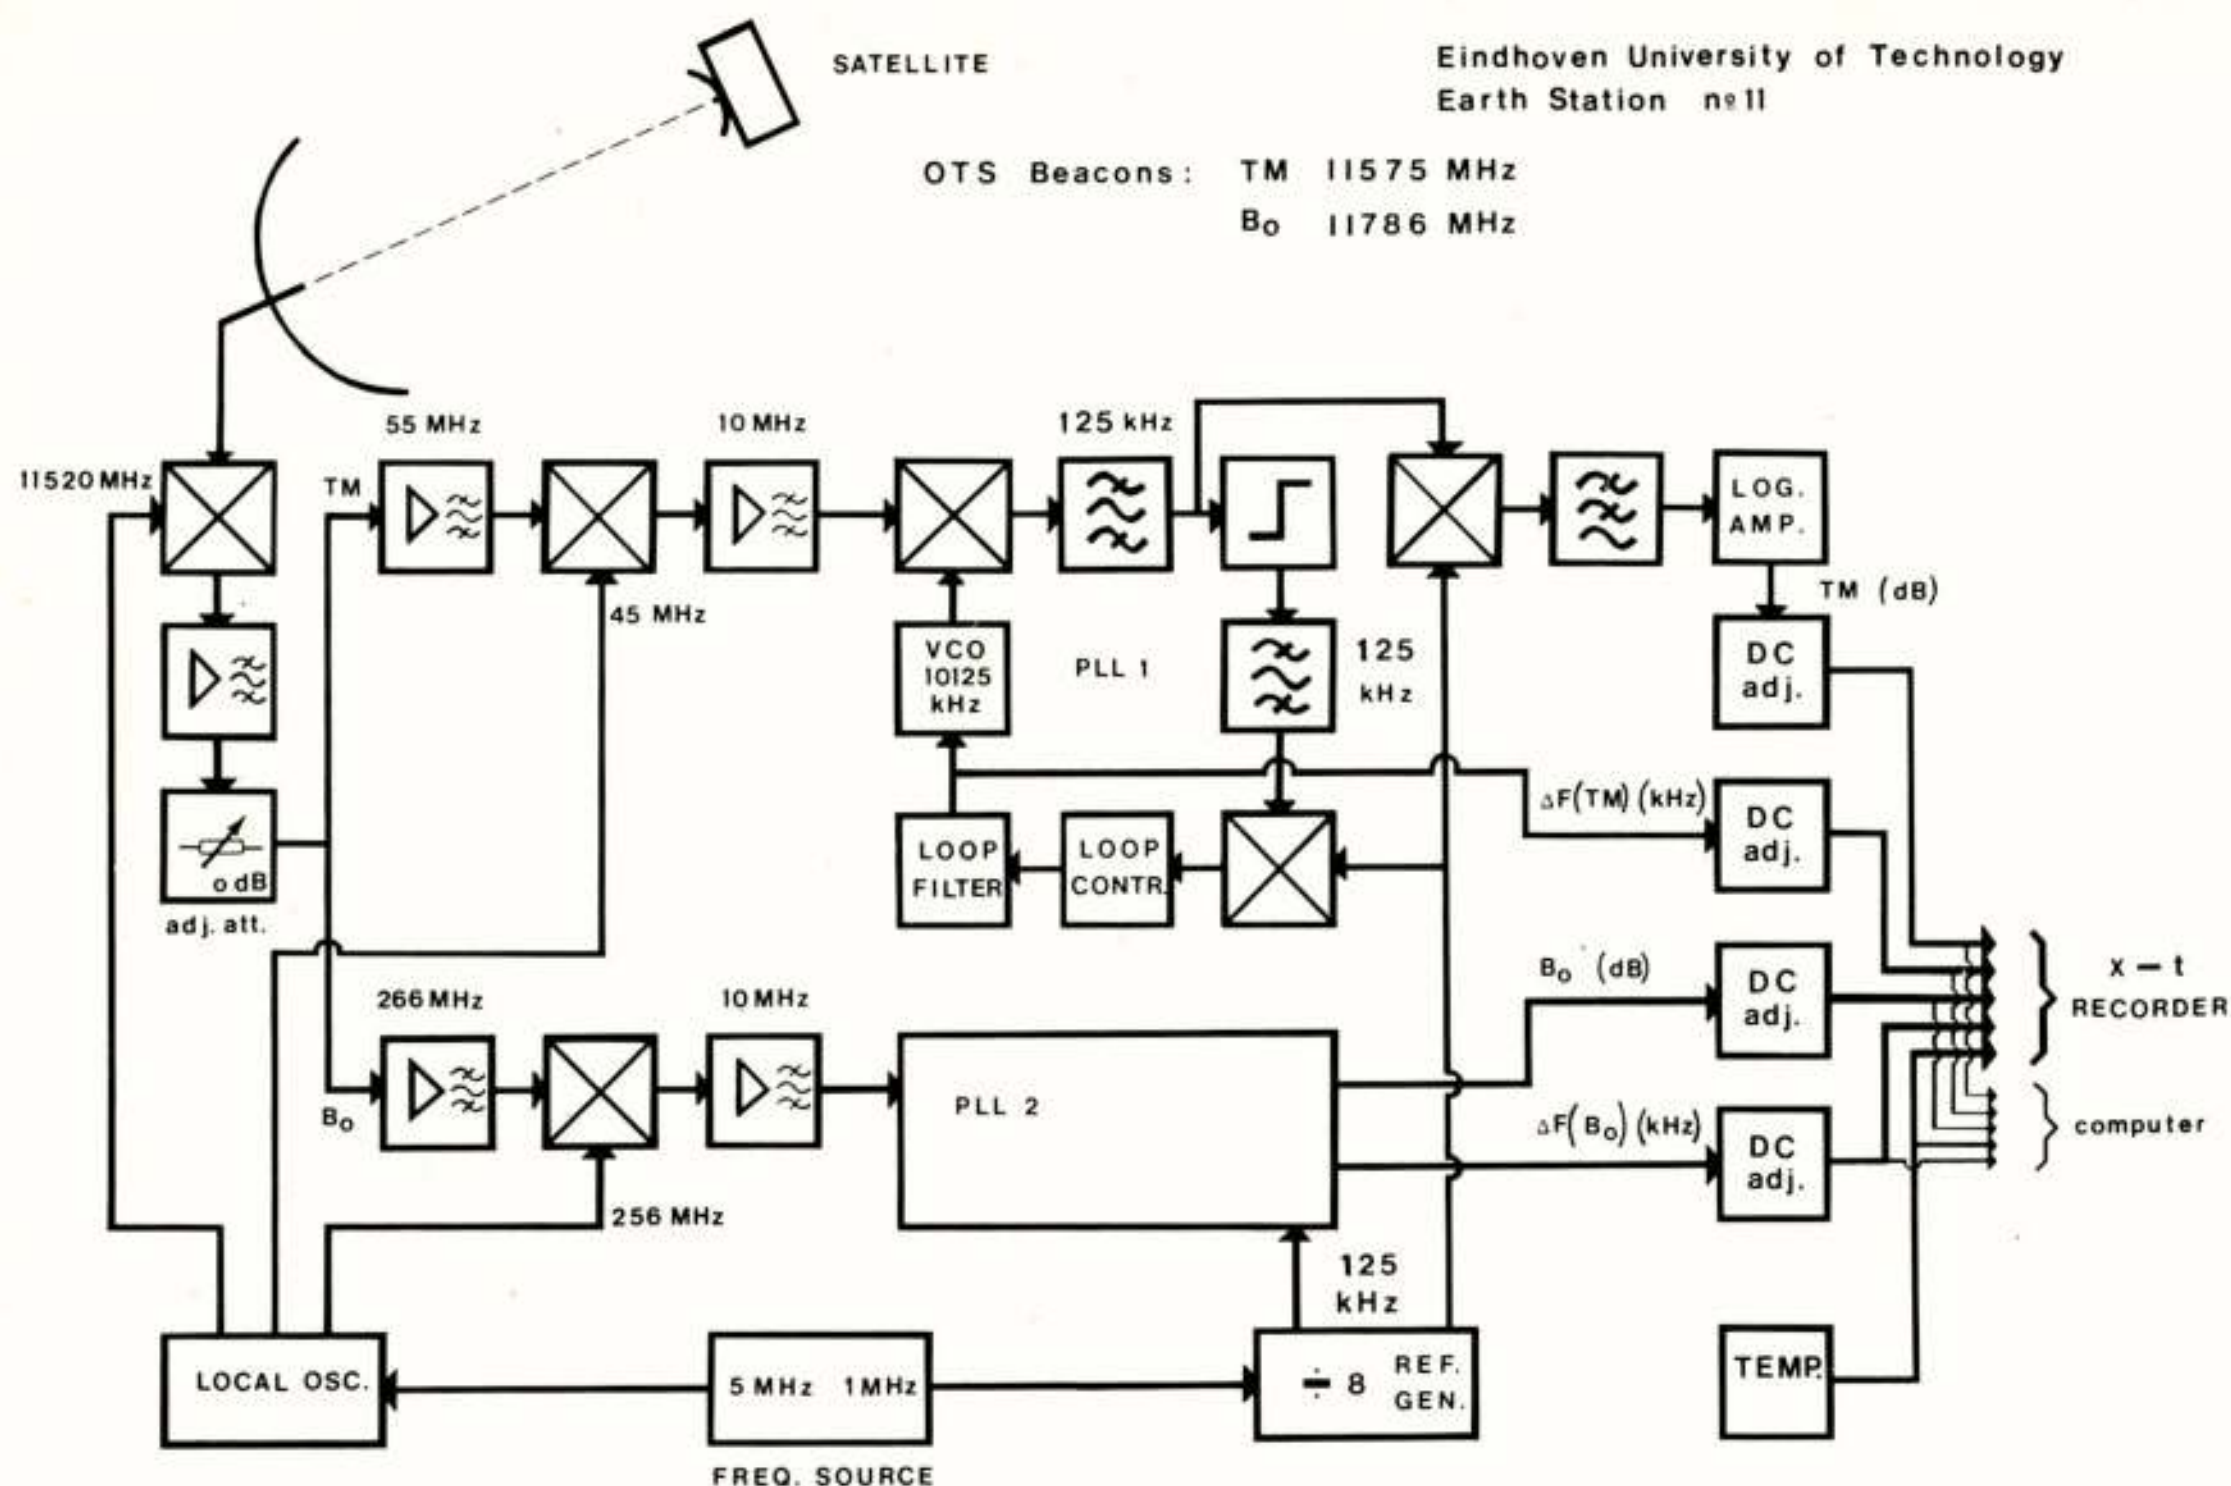 SATELLITE
Eindhoven University of Technology
Earth Station nº 11
OTS Beacons: TM 11575 MHz
Bo 11786 MHz
55 MHz
10 MHz
125 kHz
11520 MHz
TM
LOG.
AMP.
TM (dB)
45 MHz
VCO
10125
kHz
PLL 1
125
kHz
DC
adj.
ΔF(TM) (kHz)
DC
adj.
LOOP
FILTER
LOOP
CONTR.
o dB
adj. att.
Bo (dB)
DC
adj.
x – t
RECORDER
266 MHz
10 MHz
Bo
PLL 2
ΔF(Bo) (kHz)
DC
adj.
computer
256 MHz
125
kHz
LOCAL OSC.
5 MHz 1 MHz
÷ 8
REF.
GEN.
TEMP.
FREQ. SOURCE